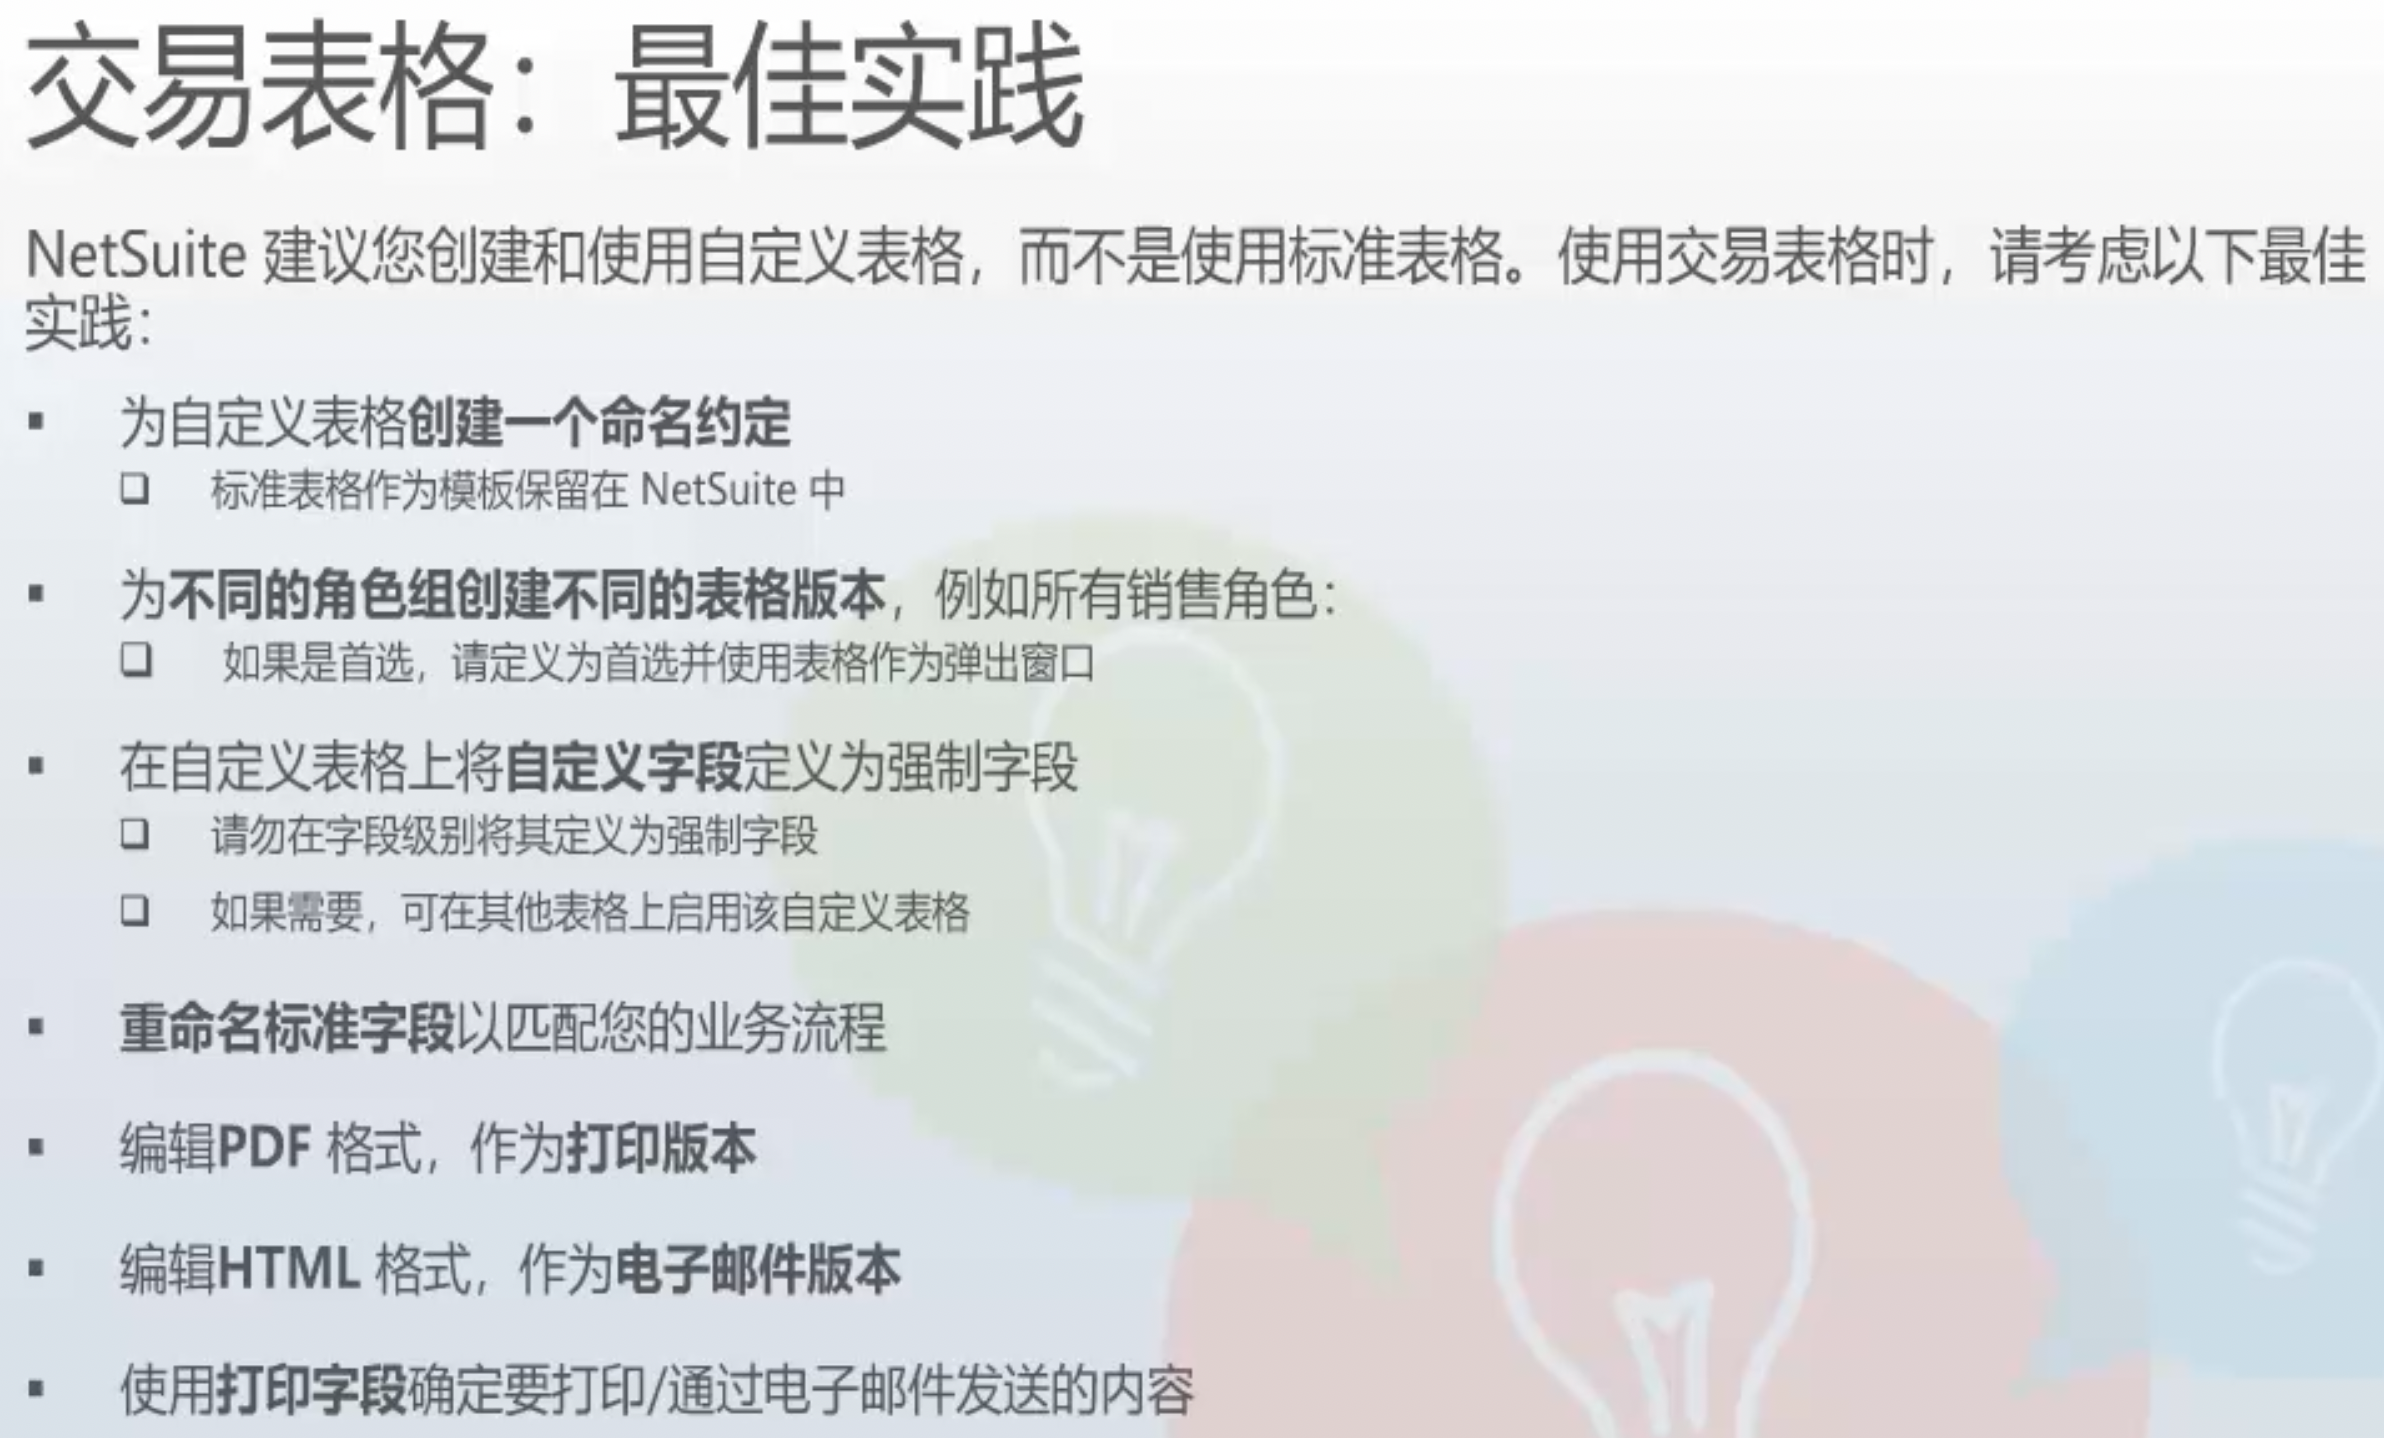 交易表格：最佳实践
NetSuite 建议您创建和使用自定义表格，而不是使用标准表格。使用交易表格时，请考虑以下最佳
实践：
▪ 为自定义表格创建一个命名约定
❑ 标准表格作为模板保留在 NetSuite 中
▪ 为不同的角色组创建不同的表格版本，例如所有销售角色：
❑ 如果是首选，请定义为首选并使用表格作为弹出窗口
▪ 在自定义表格上将自定义字段定义为强制字段
❑ 请勿在字段级别将其定义为强制字段
❑ 如果需要，可在其他表格上启用该自定义表格
▪ 重命名标准字段以匹配您的业务流程
▪ 编辑PDF 格式，作为打印版本
▪ 编辑HTML 格式，作为电子邮件版本
▪ 使用打印字段确定要打印/通过电子邮件发送的内容